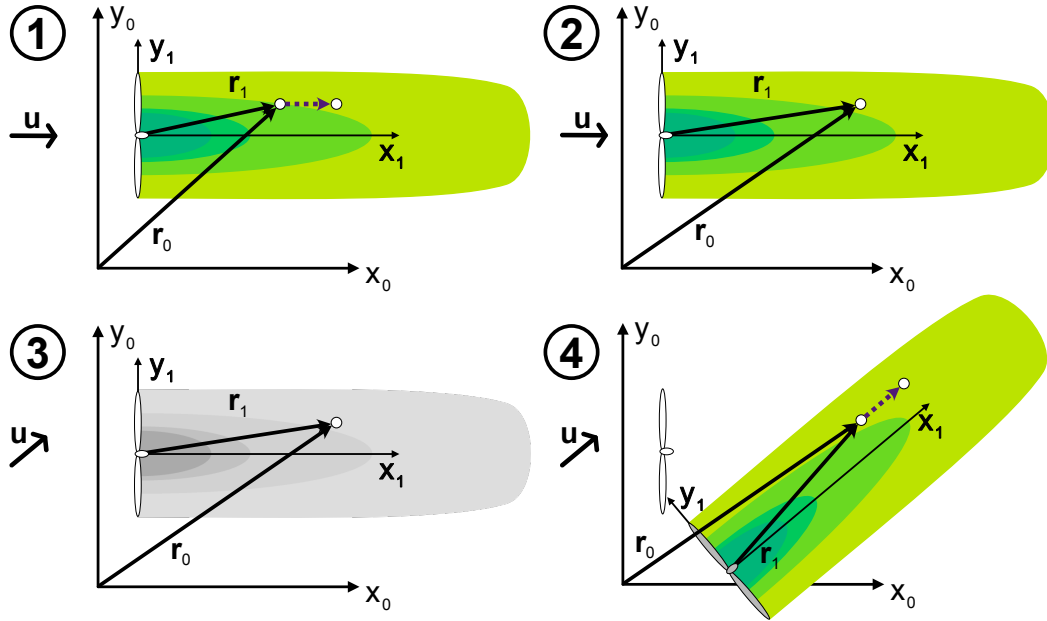 1
y₀
y₁
r₁
u
x₁
r₀
x₀
2
y₀
y₁
r₁
u
x₁
r₀
x₀
3
y₀
y₁
r₁
u
x₁
r₀
x₀
4
y₀
u
x₁
y₁
r₀
r₁
x₀